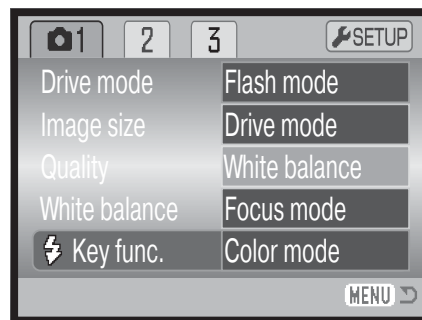 1 2 3 SETUP
Drive mode Flash mode
Image size Drive mode
Quality White balance
White balance Focus mode
Key func. Color mode
MENU